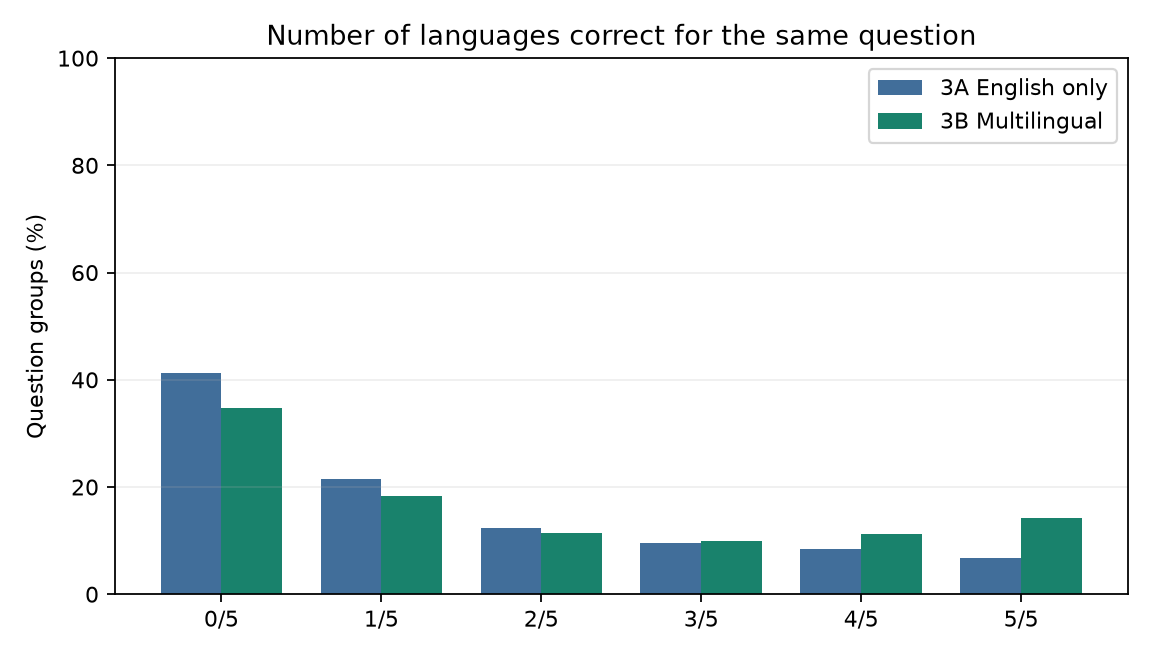 Number of languages correct for the same question
100
80
60
40
20
0
Question groups (%)
3A English only
3B Multilingual
0/5 1/5 2/5 3/5 4/5 5/5